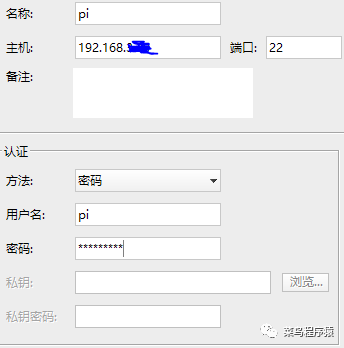 名称: pi
主机: 192.168. 端口: 22
备注:
认证
方法: 密码
用户名: pi
密码: *********
私钥: 浏览...
私钥密码:
菜鸟程序猿